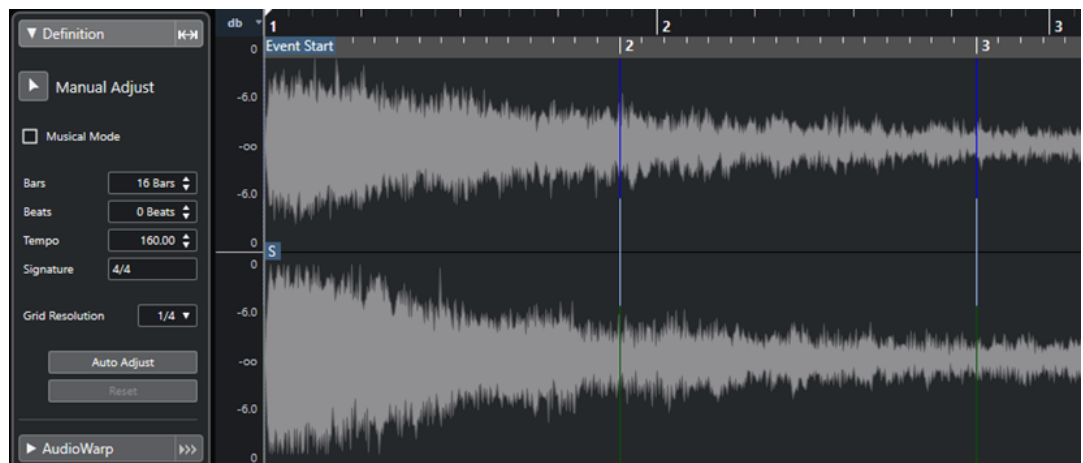 Definition
Manual Adjust
Musical Mode
Bars 16 Bars
Beats 0 Beats
Tempo 160.00
Signature 4/4
Grid Resolution 1/4
Auto Adjust
Reset
AudioWarp
db
1 2 3
Event Start 2 3
0
-6.0
-oo
-6.0
0
S
0
-6.0
-oo
-6.0
0